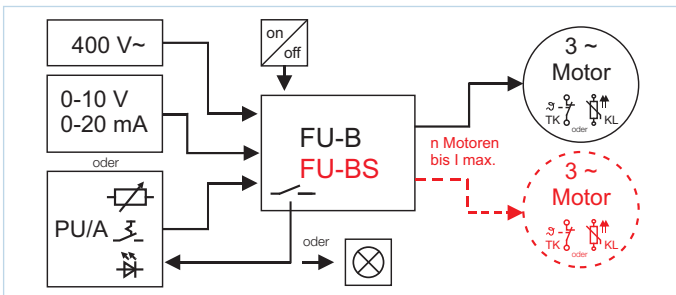 400 V~
on
off
0-10 V
0-20 mA
oder
PU/A
FU-B
FU-BS
oder
n Motoren
bis I max.
3 ~
Motor
TK
oder
KL
3 ~
Motor
TK
oder
KL